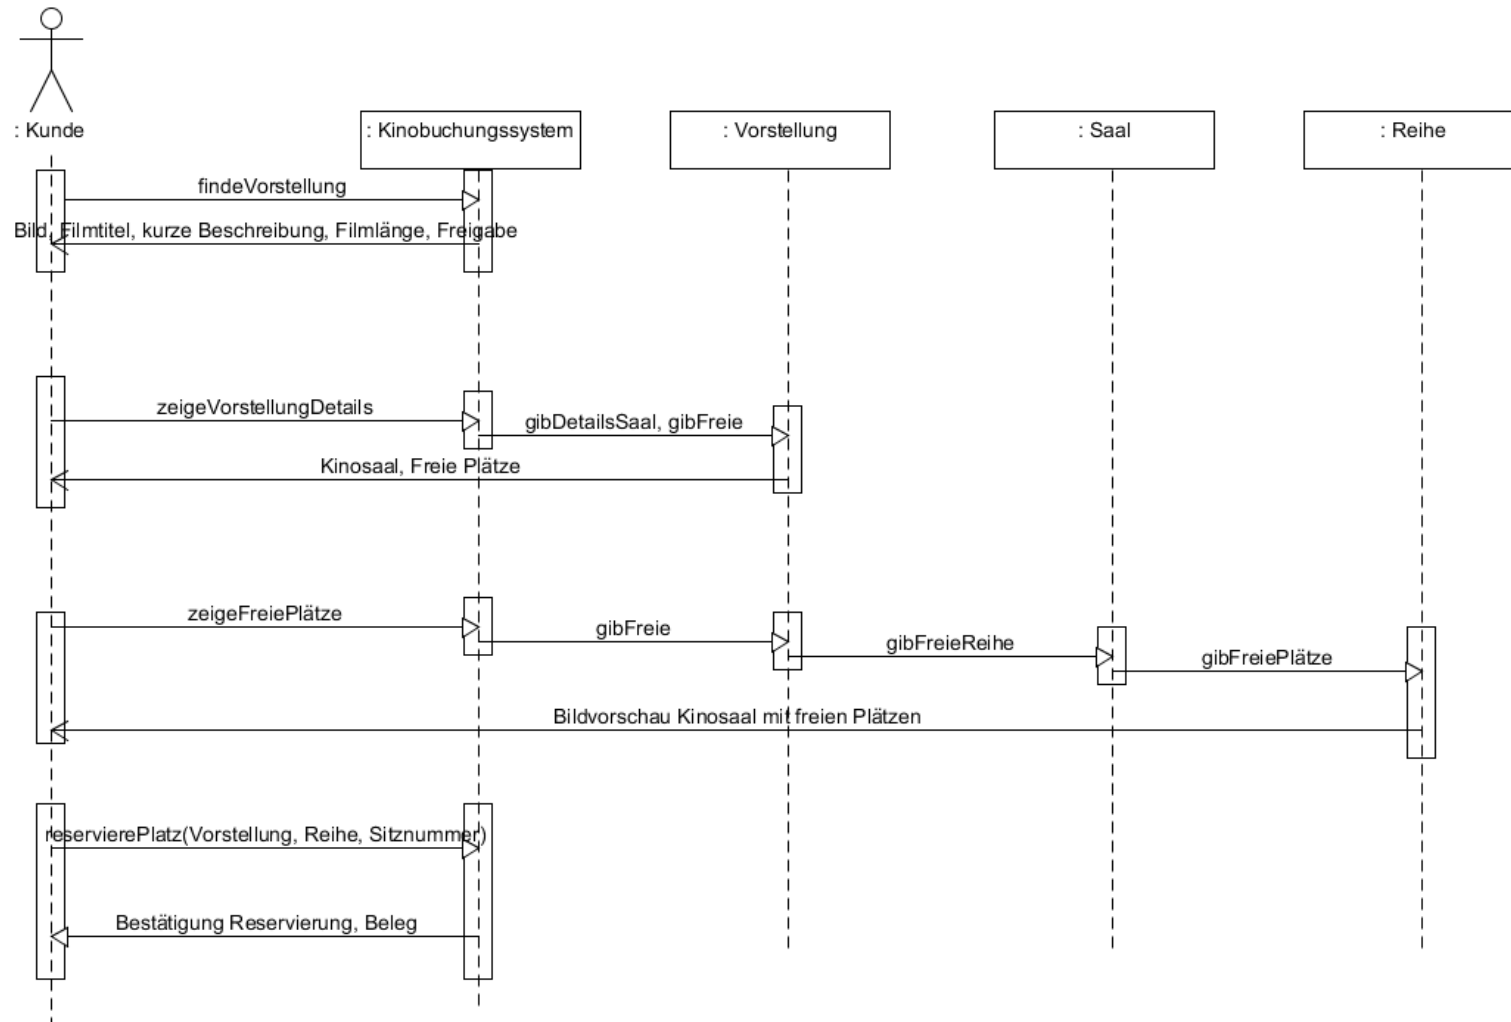 : Kunde
: Kinobuchungssystem
: Vorstellung
: Saal
: Reihe
findeVorstellung
Bild, Filmtitel, kurze Beschreibung, Filmlänge, Freigabe
zeigeVorstellungDetails
gibDetailsSaal, gibFreie
Kinosaal, Freie Plätze
zeigeFreiePlätze
gibFreie
gibFreieReihe
gibFreiePlätze
Bildvorschau Kinosaal mit freien Plätzen
reservierePlatz(Vorstellung, Reihe, Sitznummer)
Bestätigung Reservierung, Beleg